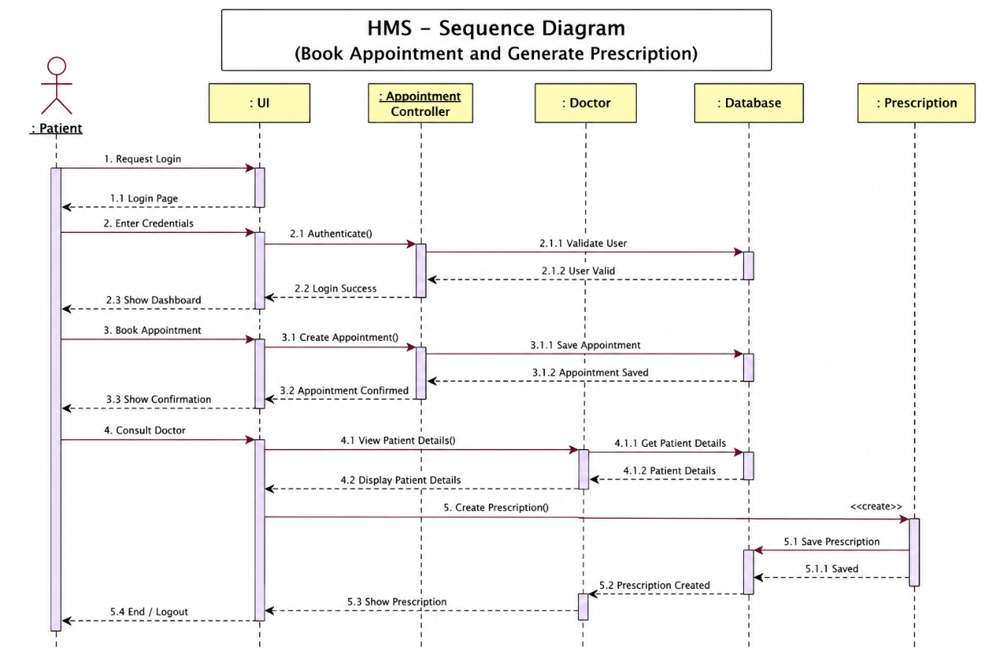 HMS – Sequence Diagram
(Book Appointment and Generate Prescription)
: Patient
: UI
: Appointment
Controller
: Doctor
: Database
: Prescription
1. Request Login
1.1 Login Page
2. Enter Credentials
2.1 Authenticate()
2.1.1 Validate User
2.1.2 User Valid
2.2 Login Success
2.3 Show Dashboard
3. Book Appointment
3.1 Create Appointment()
3.1.1 Save Appointment
3.1.2 Appointment Saved
3.2 Appointment Confirmed
3.3 Show Confirmation
4. Consult Doctor
4.1 View Patient Details()
4.1.1 Get Patient Details
4.1.2 Patient Details
4.2 Display Patient Details
5. Create Prescription()
<<create>>
5.1 Save Prescription
5.1.1 Saved
5.2 Prescription Created
5.3 Show Prescription
5.4 End / Logout